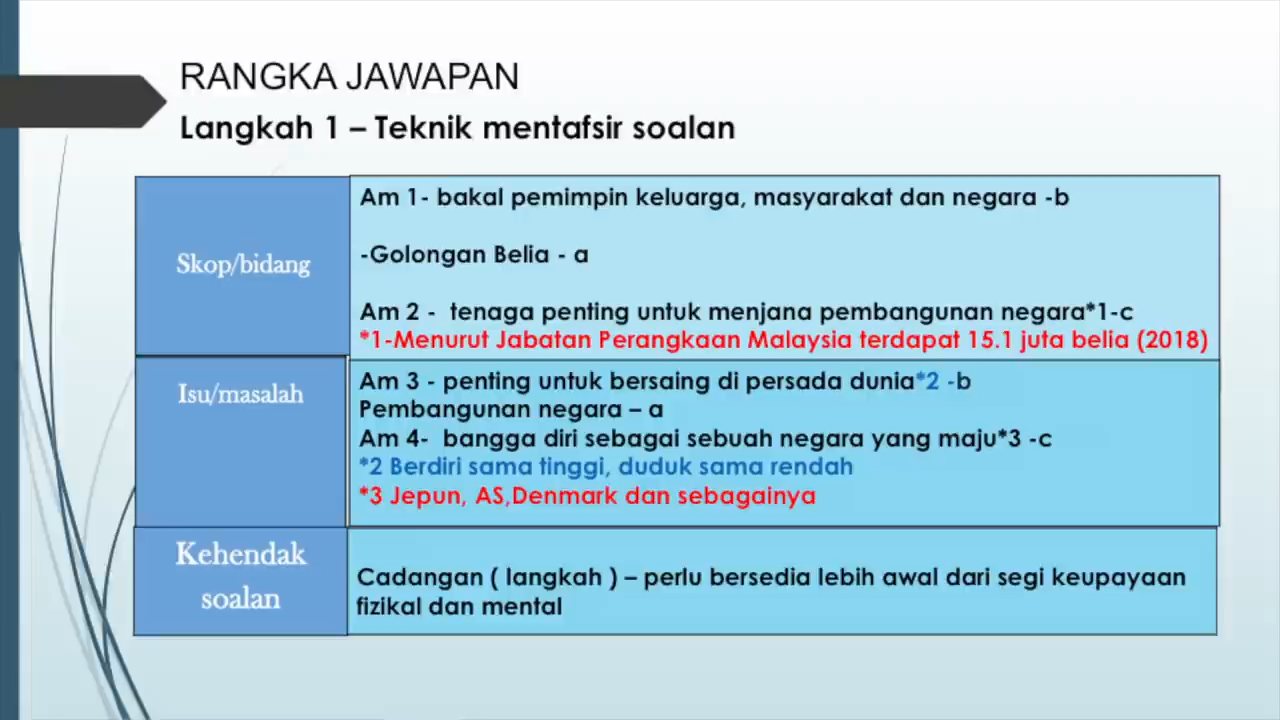 RANGKA JAWAPAN
Langkah 1 – Teknik mentafsir soalan
Skop/bidang
Am 1- bakal pemimpin keluarga, masyarakat dan negara -b
-Golongan Belia - a
Am 2 - tenaga penting untuk menjana pembangunan negara*1-c
*1-Menurut Jabatan Perangkaan Malaysia terdapat 15.1 juta belia (2018)
Isu/masalah
Am 3 - penting untuk bersaing di persada dunia*2 -b
Pembangunan negara – a
Am 4- bangga diri sebagai sebuah negara yang maju*3 -c
*2 Berdiri sama tinggi, duduk sama rendah
*3 Jepun, AS,Denmark dan sebagainya
Kehendak
soalan
Cadangan ( langkah ) – perlu bersedia lebih awal dari segi keupayaan
fizikal dan mental